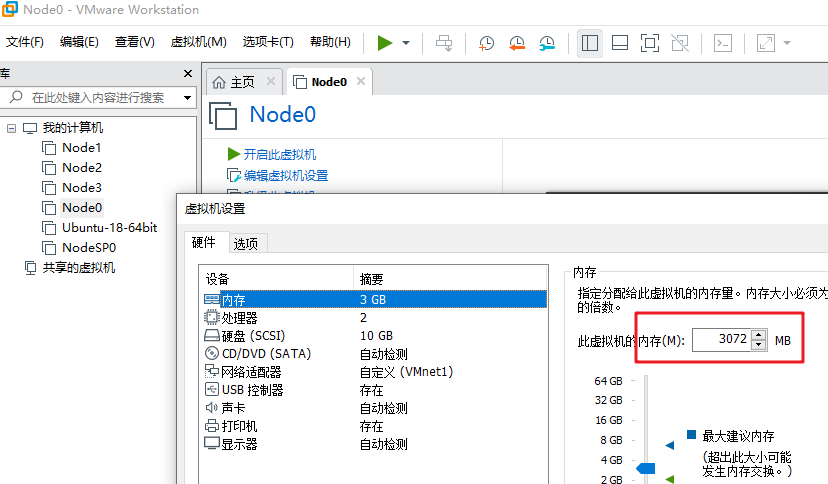 Node0 - VMware Workstation
文件(F) 编辑(E) 查看(V) 虚拟机(M) 选项卡(T) 帮助(H)
库
在此处键入内容进行搜索
我的计算机
Node1
Node2
Node3
Node0
Ubuntu-18-64bit
NodeSP0
共享的虚拟机
主页 Node0
Node0
开启此虚拟机
编辑虚拟机设置
虚拟机设置
硬件 选项
设备 摘要
内存 3 GB
处理器 2
硬盘 (SCSI) 10 GB
CD/DVD (SATA) 自动检测
网络适配器 自定义 (VMnet1)
USB 控制器 存在
声卡 自动检测
打印机 存在
显示器 自动检测
内存
指定分配给此虚拟机的内存量。内存大小必须为
的倍数。
此虚拟机的内存(M): 3072 MB
64 GB
32 GB
16 GB
8 GB
4 GB
2 GB
最大建议内存
(超出此大小可能
发生内存交换。)